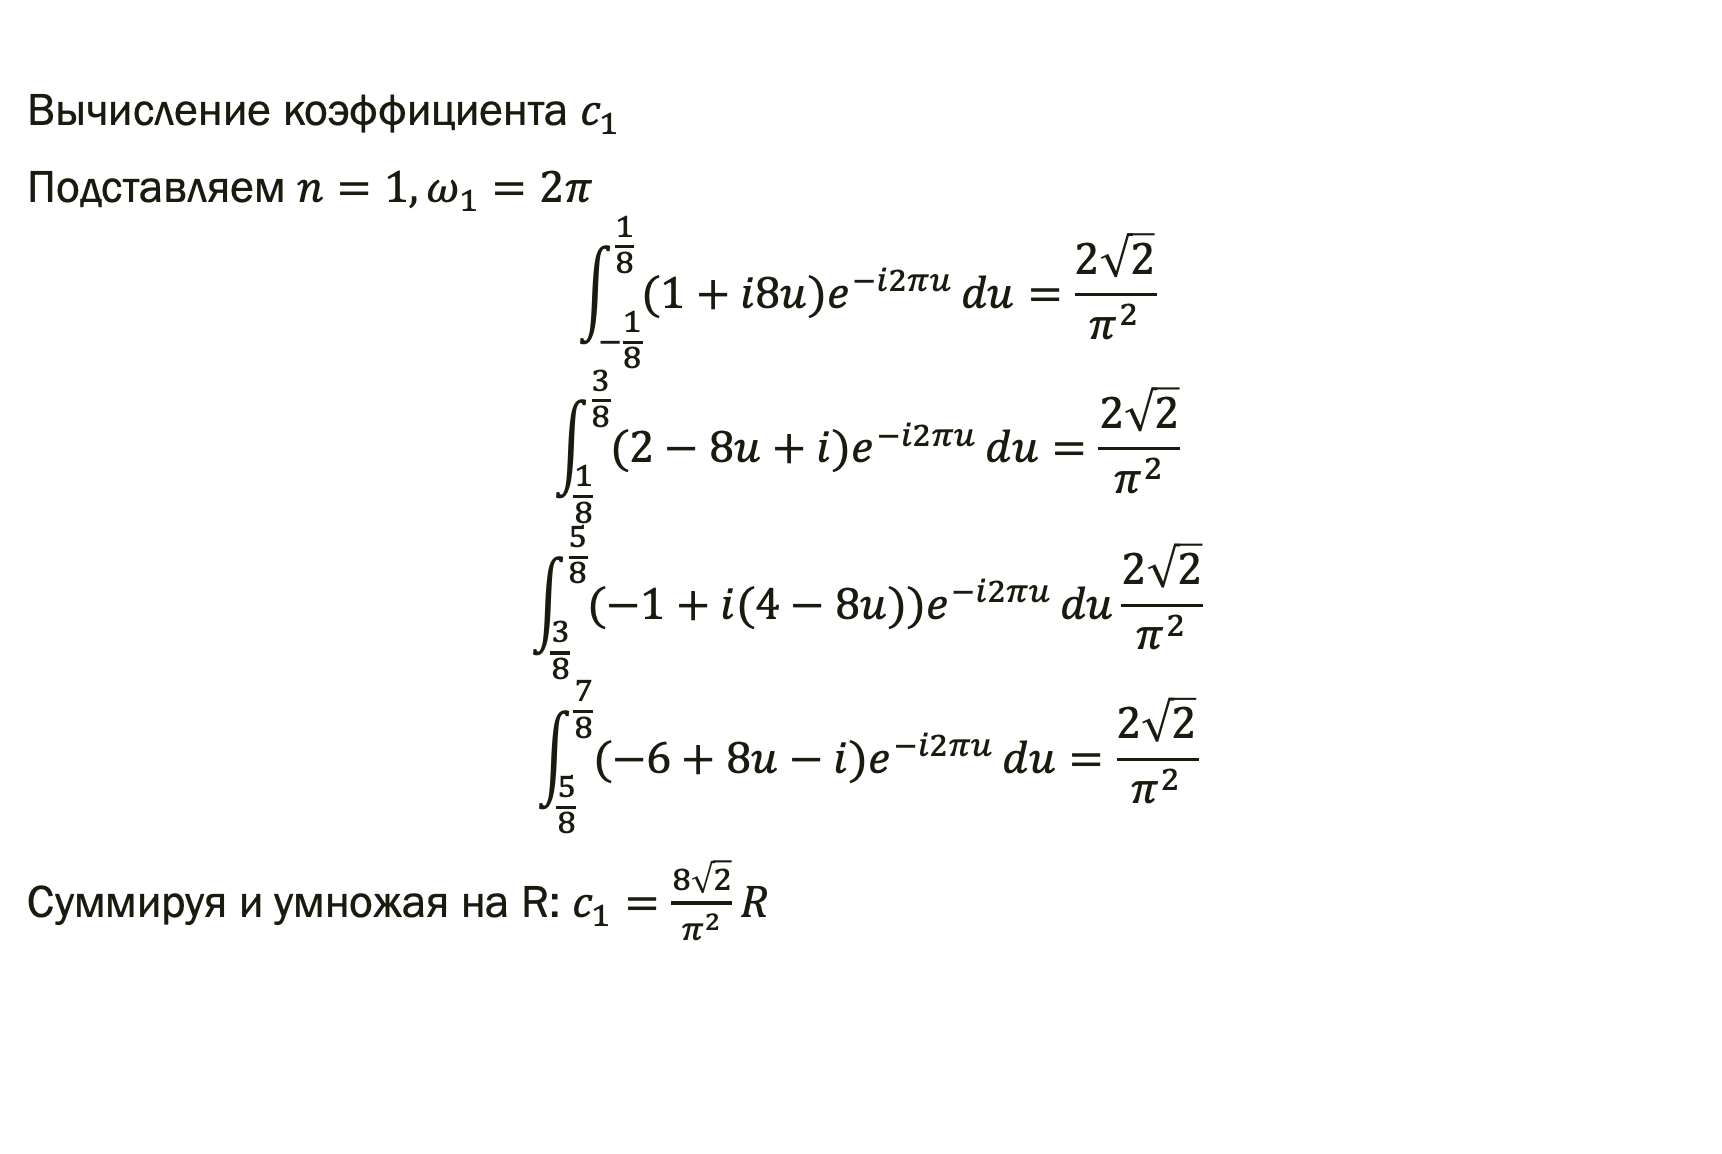 Вычисление коэффициента c₁
Подставляем n = 1, ω₁ = 2π
∫_{-1/8}^{1/8} (1 + i8u)e^{-i2πu} du = 2√2/π²
∫_{1/8}^{3/8} (2 − 8u + i)e^{-i2πu} du = 2√2/π²
∫_{3/8}^{5/8} (−1 + i(4 − 8u))e^{-i2πu} du 2√2/π²
∫_{5/8}^{7/8} (−6 + 8u − i)e^{-i2πu} du = 2√2/π²
Суммируя и умножая на R: c₁ = 8√2/π² R